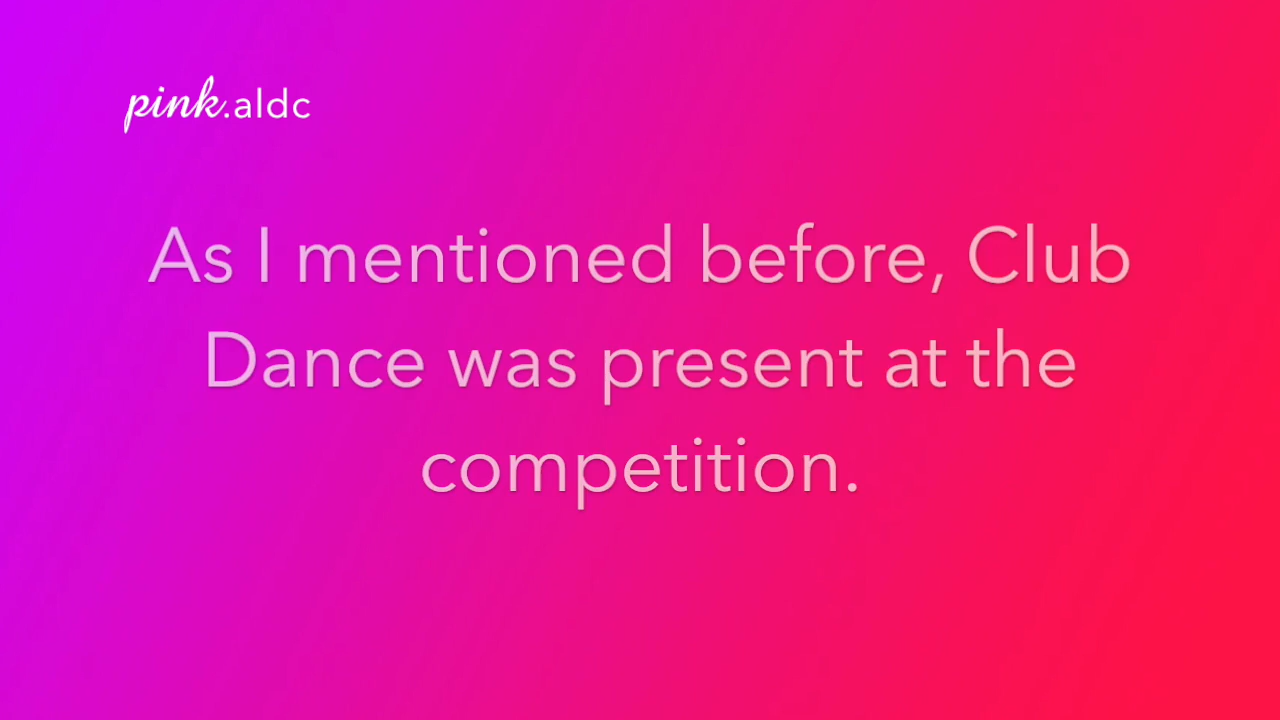 pink.aldc
As I mentioned before, Club
Dance was present at the
competition.